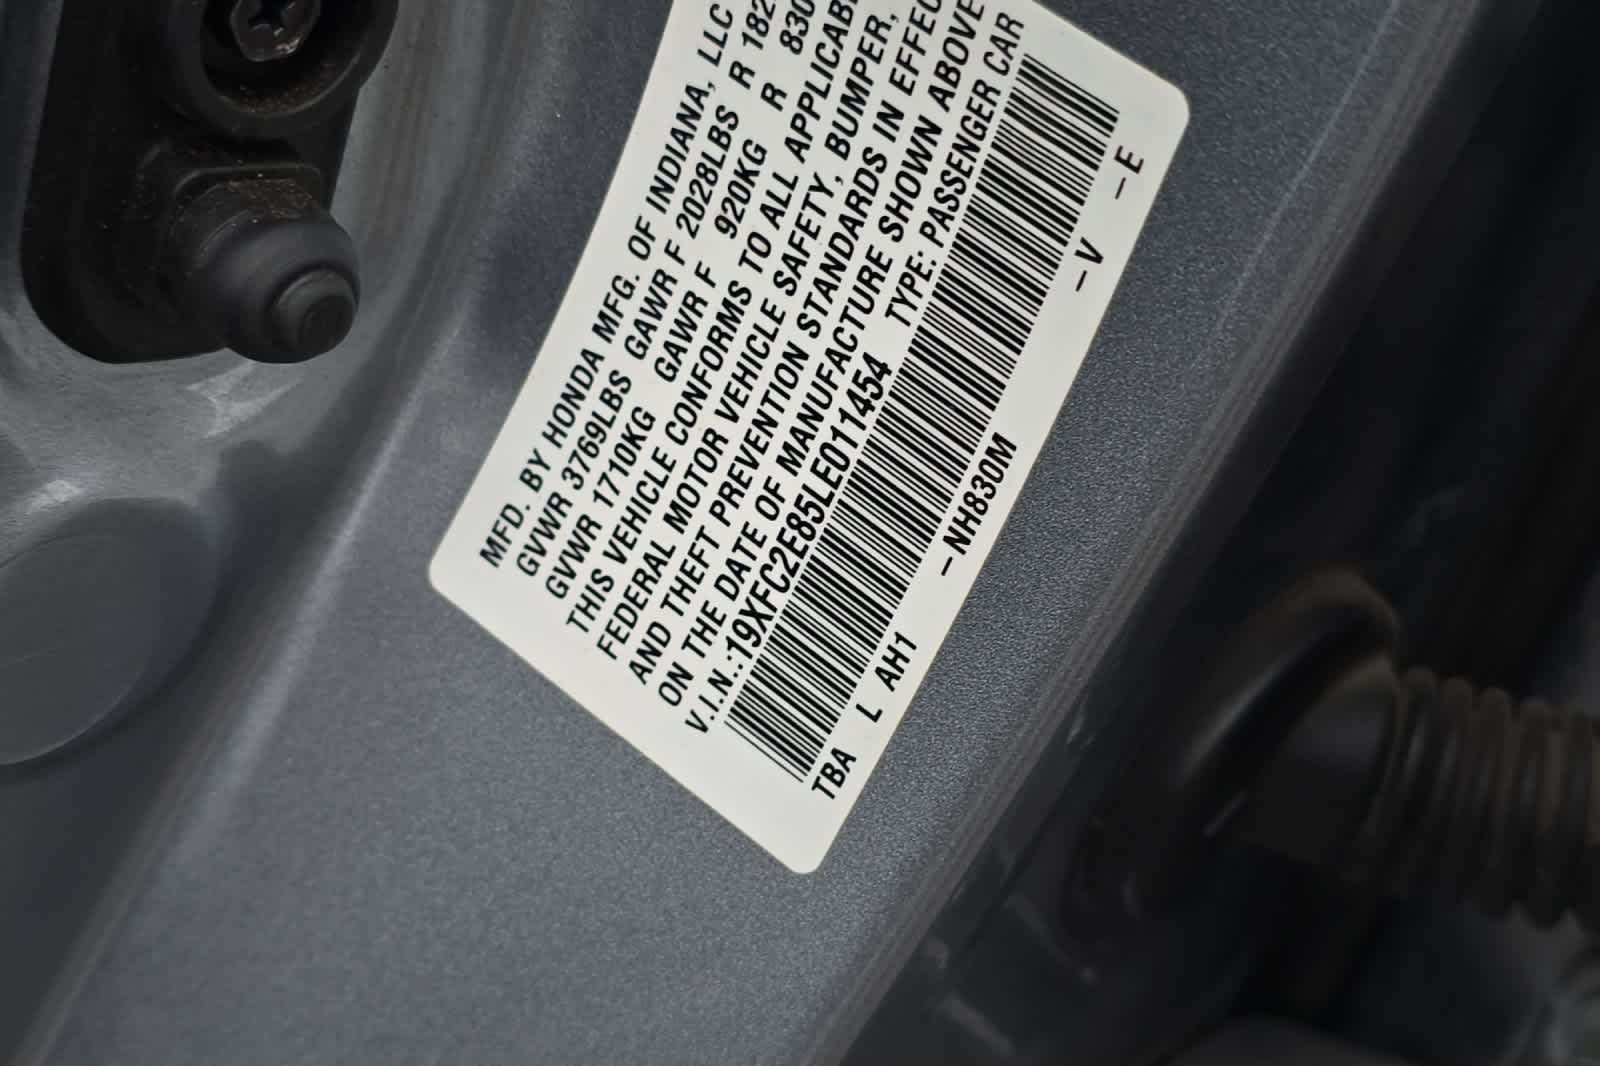 MFD. BY HONDA MFG. OF INDIANA, LLC
GVWR 3769LBS GAWR F 2028LBS R 182
GVWR 1710KG GAWR F 920KG R 830
THIS VEHICLE CONFORMS TO ALL APPLICAB
FEDERAL MOTOR VEHICLE SAFETY, BUMPER,
AND THEFT PREVENTION STANDARDS IN EFFEC
ON THE DATE OF MANUFACTURE SHOWN ABOVE
V.I.N.:19XFC2E85LE011454 TYPE: PASSENGER CAR
TBA L AH1 -NH830M -V -E